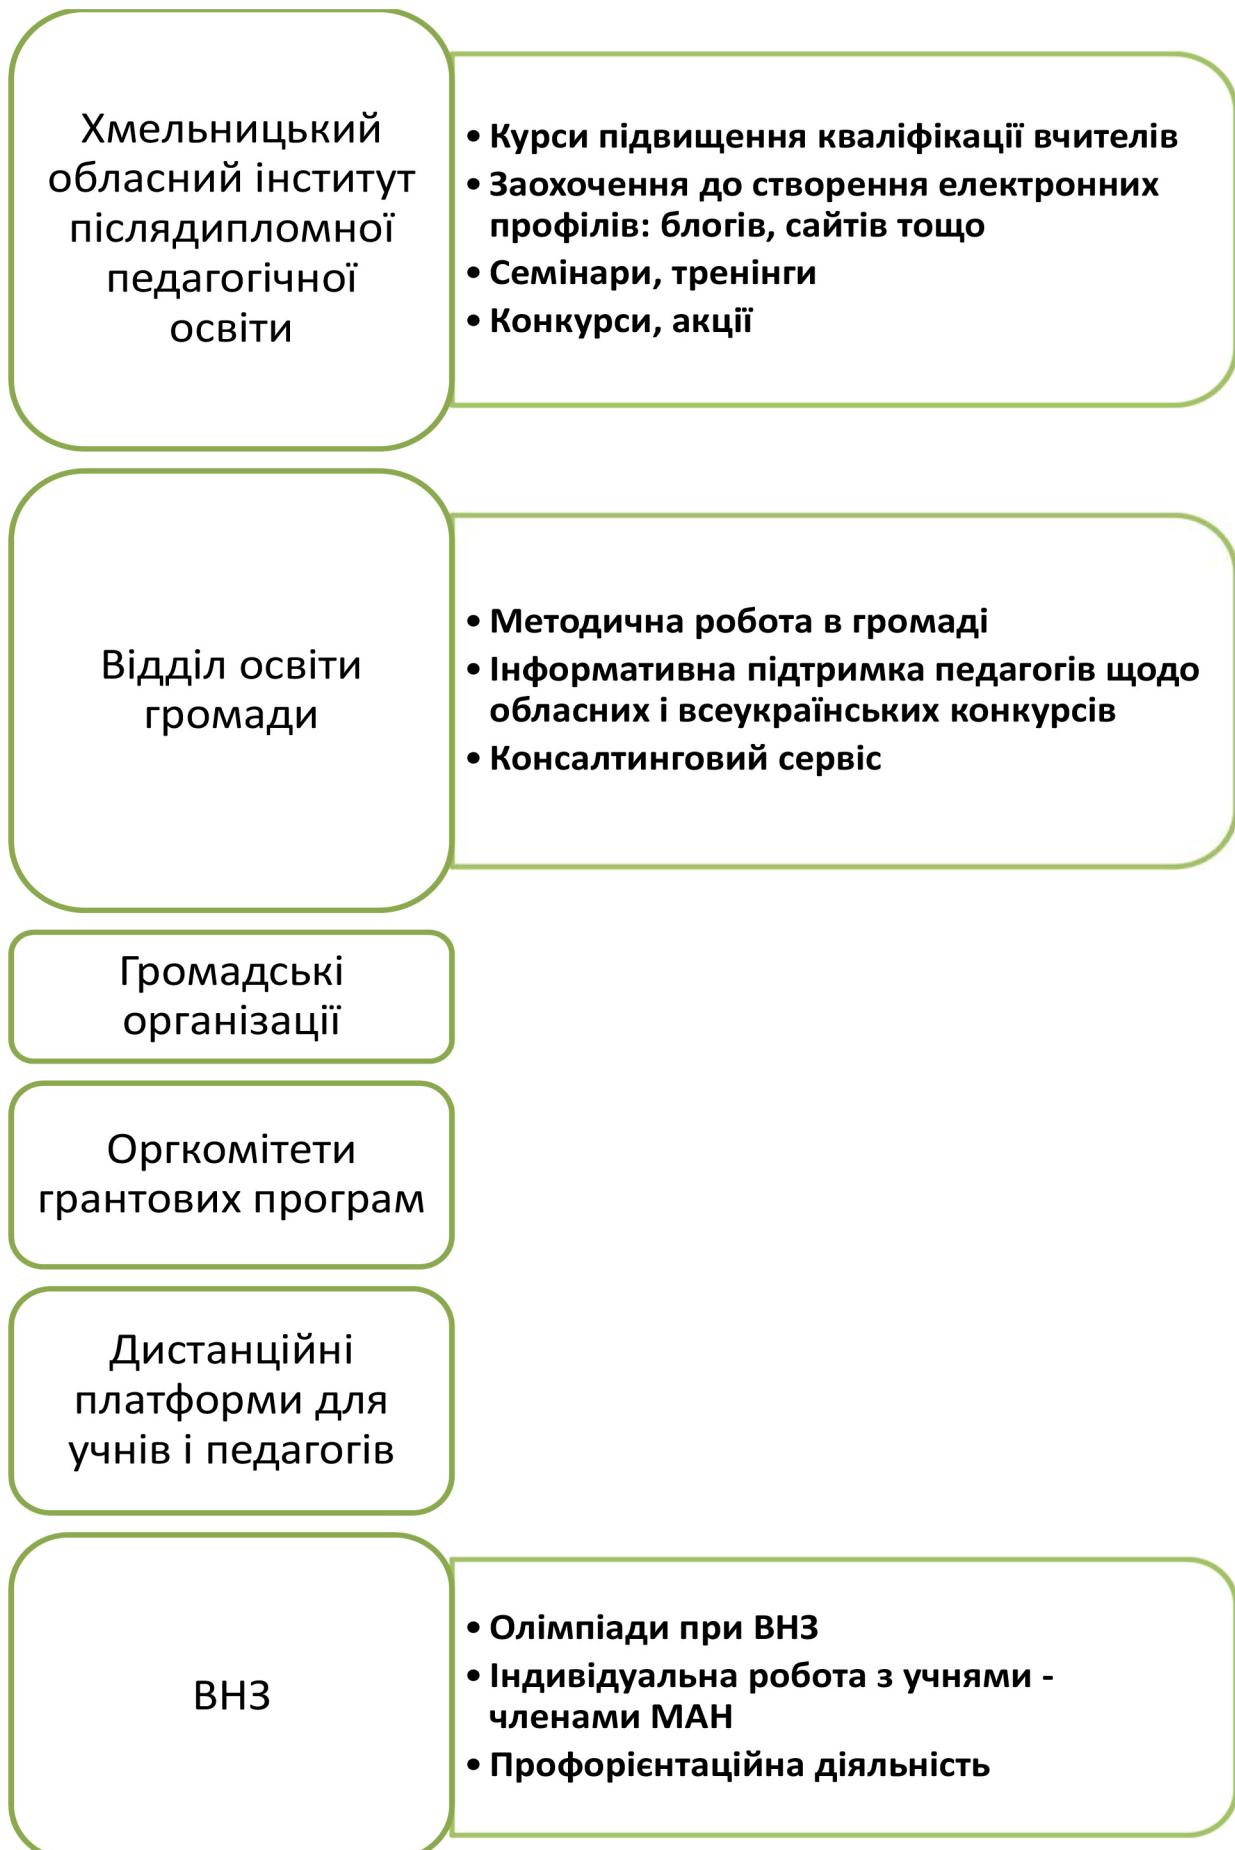 Хмельницький
обласний інститут
післядипломної
педагогічної
освіти
• Курси підвищення кваліфікації вчителів
• Заохочення до створення електронних
профілів: блогів, сайтів тощо
• Семінари, тренінги
• Конкурси, акції
Відділ освіти
громади
• Методична робота в громаді
• Інформативна підтримка педагогів щодо
обласних і всеукраїнських конкурсів
• Консалтинговий сервіс
Громадські
організації
Оргкомітети
грантових програм
Дистанційні
платформи для
учнів і педагогів
ВНЗ
• Олімпіади при ВНЗ
• Індивідуальна робота з учнями -
членами МАН
• Профорієнтаційна діяльність